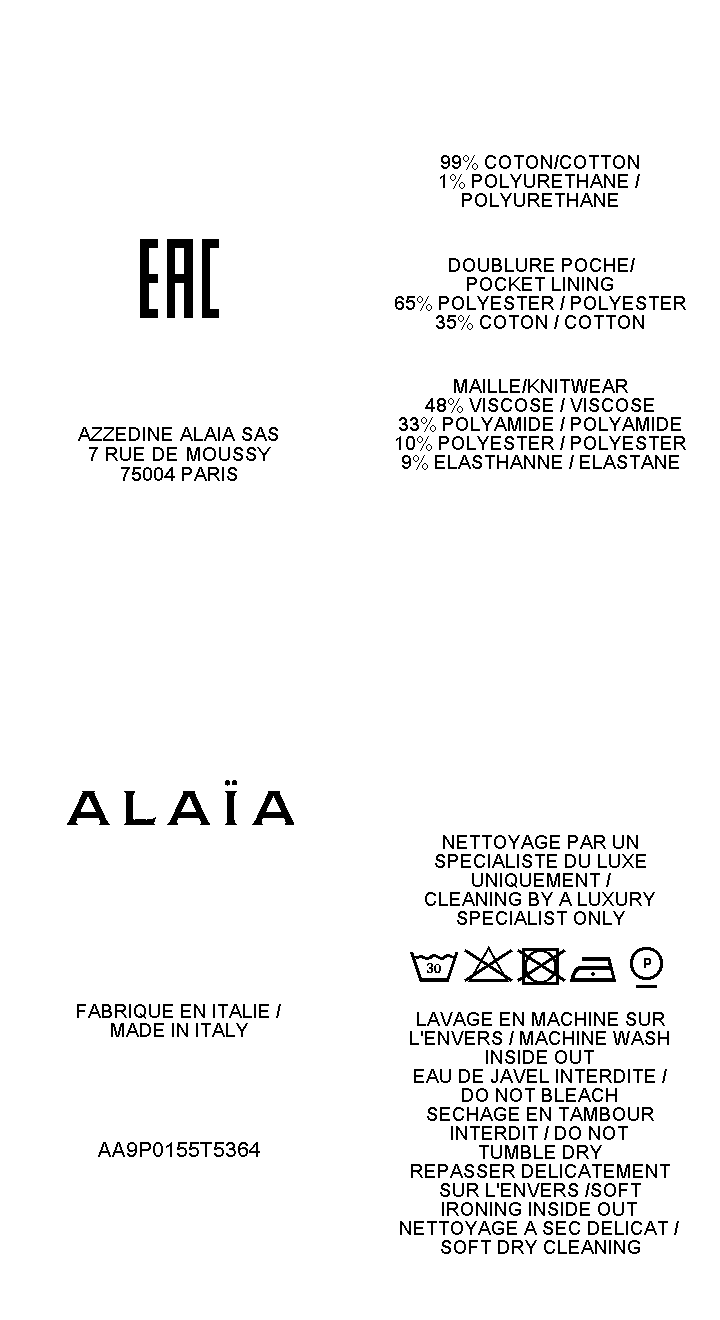 EAC
AZZEDINE ALAIA SAS
7 RUE DE MOUSSY
75004 PARIS
99% COTON/COTTON
1% POLYURETHANE /
POLYURETHANE
DOUBLURE POCHE/
POCKET LINING
65% POLYESTER / POLYESTER
35% COTON / COTTON
MAILLE/KNITWEAR
48% VISCOSE / VISCOSE
33% POLYAMIDE / POLYAMIDE
10% POLYESTER / POLYESTER
9% ELASTHANNE / ELASTANE
ALAÏA
FABRIQUE EN ITALIE /
MADE IN ITALY
AA9P0155T5364
NETTOYAGE PAR UN
SPECIALISTE DU LUXE
UNIQUEMENT /
CLEANING BY A LUXURY
SPECIALIST ONLY
30 P
LAVAGE EN MACHINE SUR
L'ENVERS / MACHINE WASH
INSIDE OUT
EAU DE JAVEL INTERDITE /
DO NOT BLEACH
SECHAGE EN TAMBOUR
INTERDIT / DO NOT
TUMBLE DRY
REPASSER DELICATEMENT
SUR L'ENVERS /SOFT
IRONING INSIDE OUT
NETTOYAGE A SEC DELICAT /
SOFT DRY CLEANING